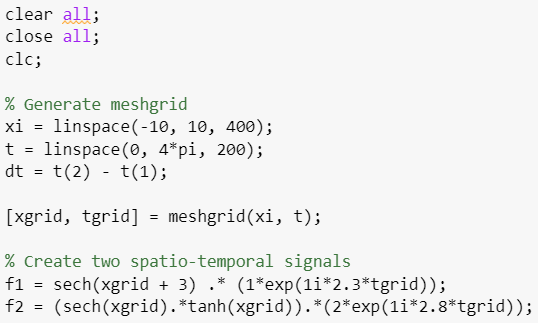 clear all;
close all;
clc;
% Generate meshgrid
xi = linspace(-10, 10, 400);
t = linspace(0, 4*pi, 200);
dt = t(2) - t(1);
[xgrid, tgrid] = meshgrid(xi, t);
% Create two spatio-temporal signals
f1 = sech(xgrid + 3) .* (1*exp(1i*2.3*tgrid));
f2 = (sech(xgrid).*tanh(xgrid)).*(2*exp(1i*2.8*tgrid));